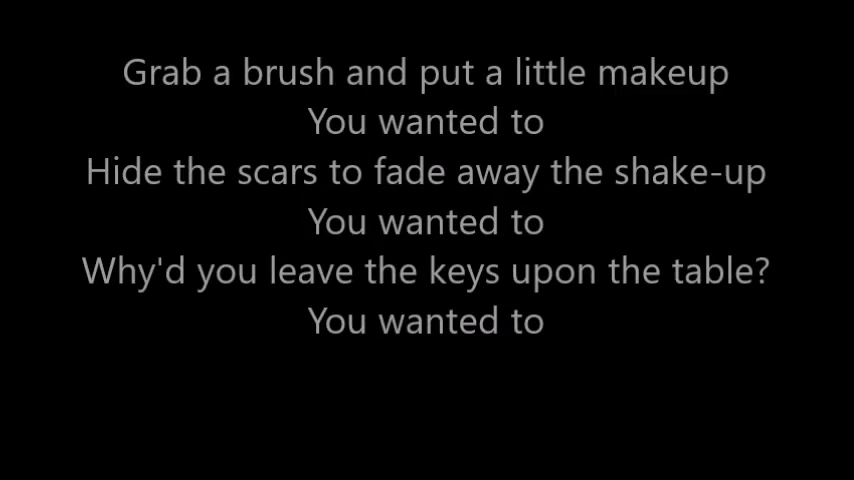 Grab a brush and put a little makeup
You wanted to
Hide the scars to fade away the shake-up
You wanted to
Why'd you leave the keys upon the table?
You wanted to